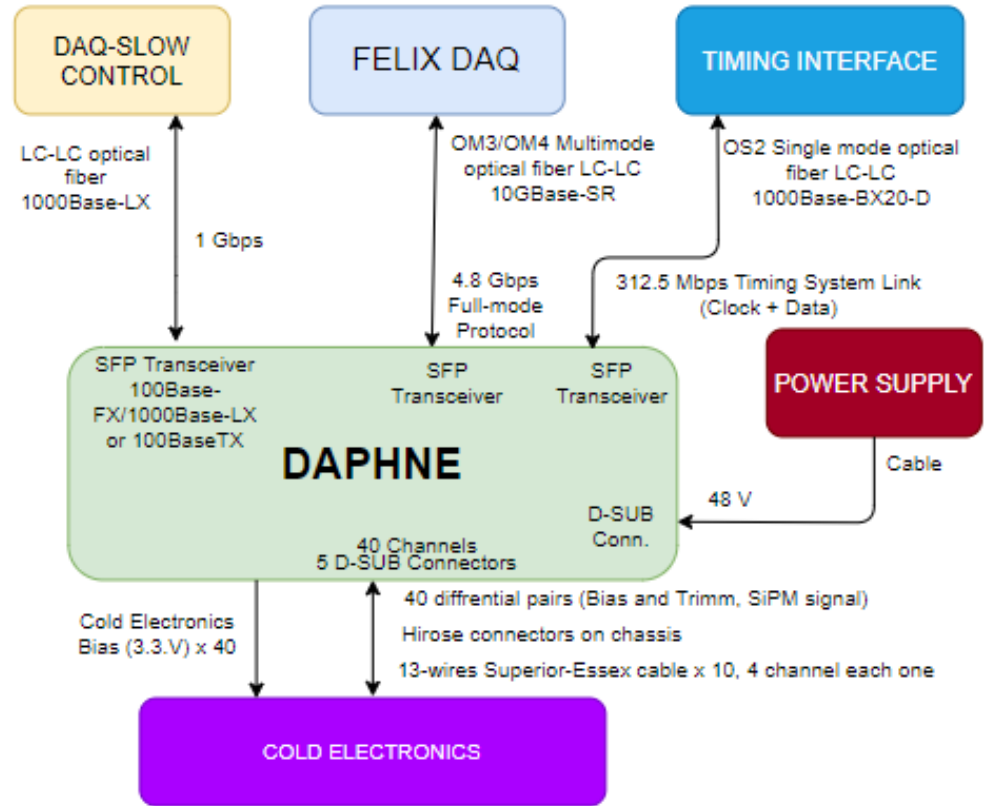 DAQ-SLOW
CONTROL
FELIX DAQ
TIMING INTERFACE
LC-LC optical
fiber
1000Base-LX
OM3/OM4 Multimode
optical fiber LC-LC
10GBase-SR
OS2 Single mode optical
fiber LC-LC
1000Base-BX20-D
1 Gbps
4.8 Gbps
Full-mode
Protocol
312.5 Mbps Timing System Link
(Clock + Data)
SFP Transceiver
100Base-
FX/1000Base-LX
or 100BaseTX
SFP
Transceiver
SFP
Transceiver
POWER SUPPLY
DAPHNE
Cable
48 V
D-SUB
Conn.
40 Channels
5 D-SUB Connectors
Cold Electronics
Bias (3.3.V) x 40
40 diffrential pairs (Bias and Trimm, SiPM signal)
Hirose connectors on chassis
13-wires Superior-Essex cable x 10, 4 channel each one
COLD ELECTRONICS